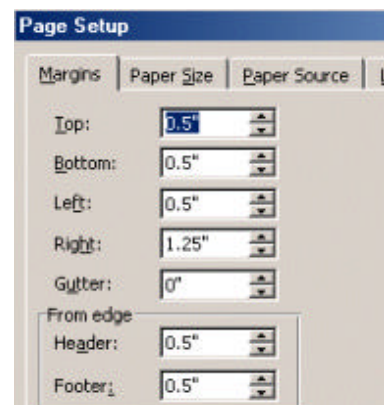 Page Setup
Margins Paper Size Paper Source
Top: 0.5"
Bottom: 0.5"
Left: 0.5"
Right: 1.25"
Gutter: 0"
From edge
Header: 0.5"
Footer: 0.5"